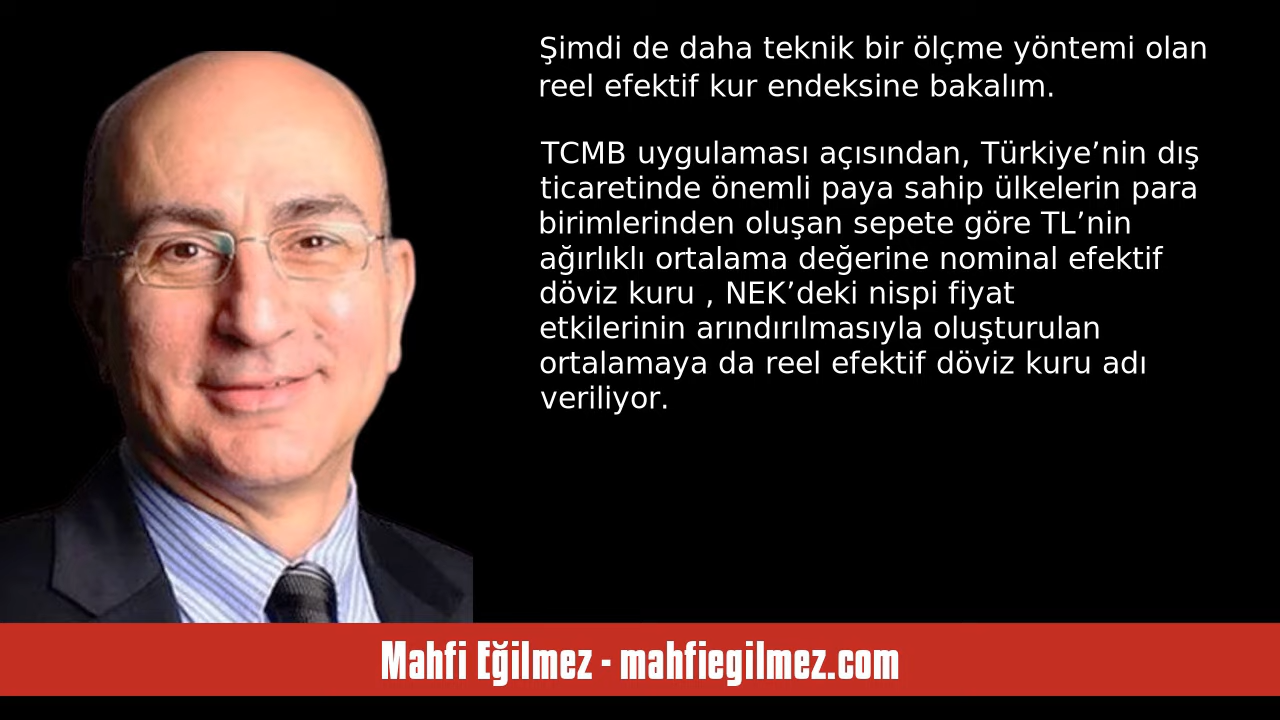 Şimdi de daha teknik bir ölçme yöntemi olan
reel efektif kur endeksine bakalım.
TCMB uygulaması açısından, Türkiye’nin dış
ticaretinde önemli paya sahip ülkelerin para
birimlerinden oluşan sepete göre TL’nin
ağırlıklı ortalama değerine nominal efektif
döviz kuru , NEK’deki nispi fiyat
etkilerinin arındırılmasıyla oluşturulan
ortalamaya da reel efektif döviz kuru adı
veriliyor.
Mahfi Eğilmez - mahfiegilmez.com